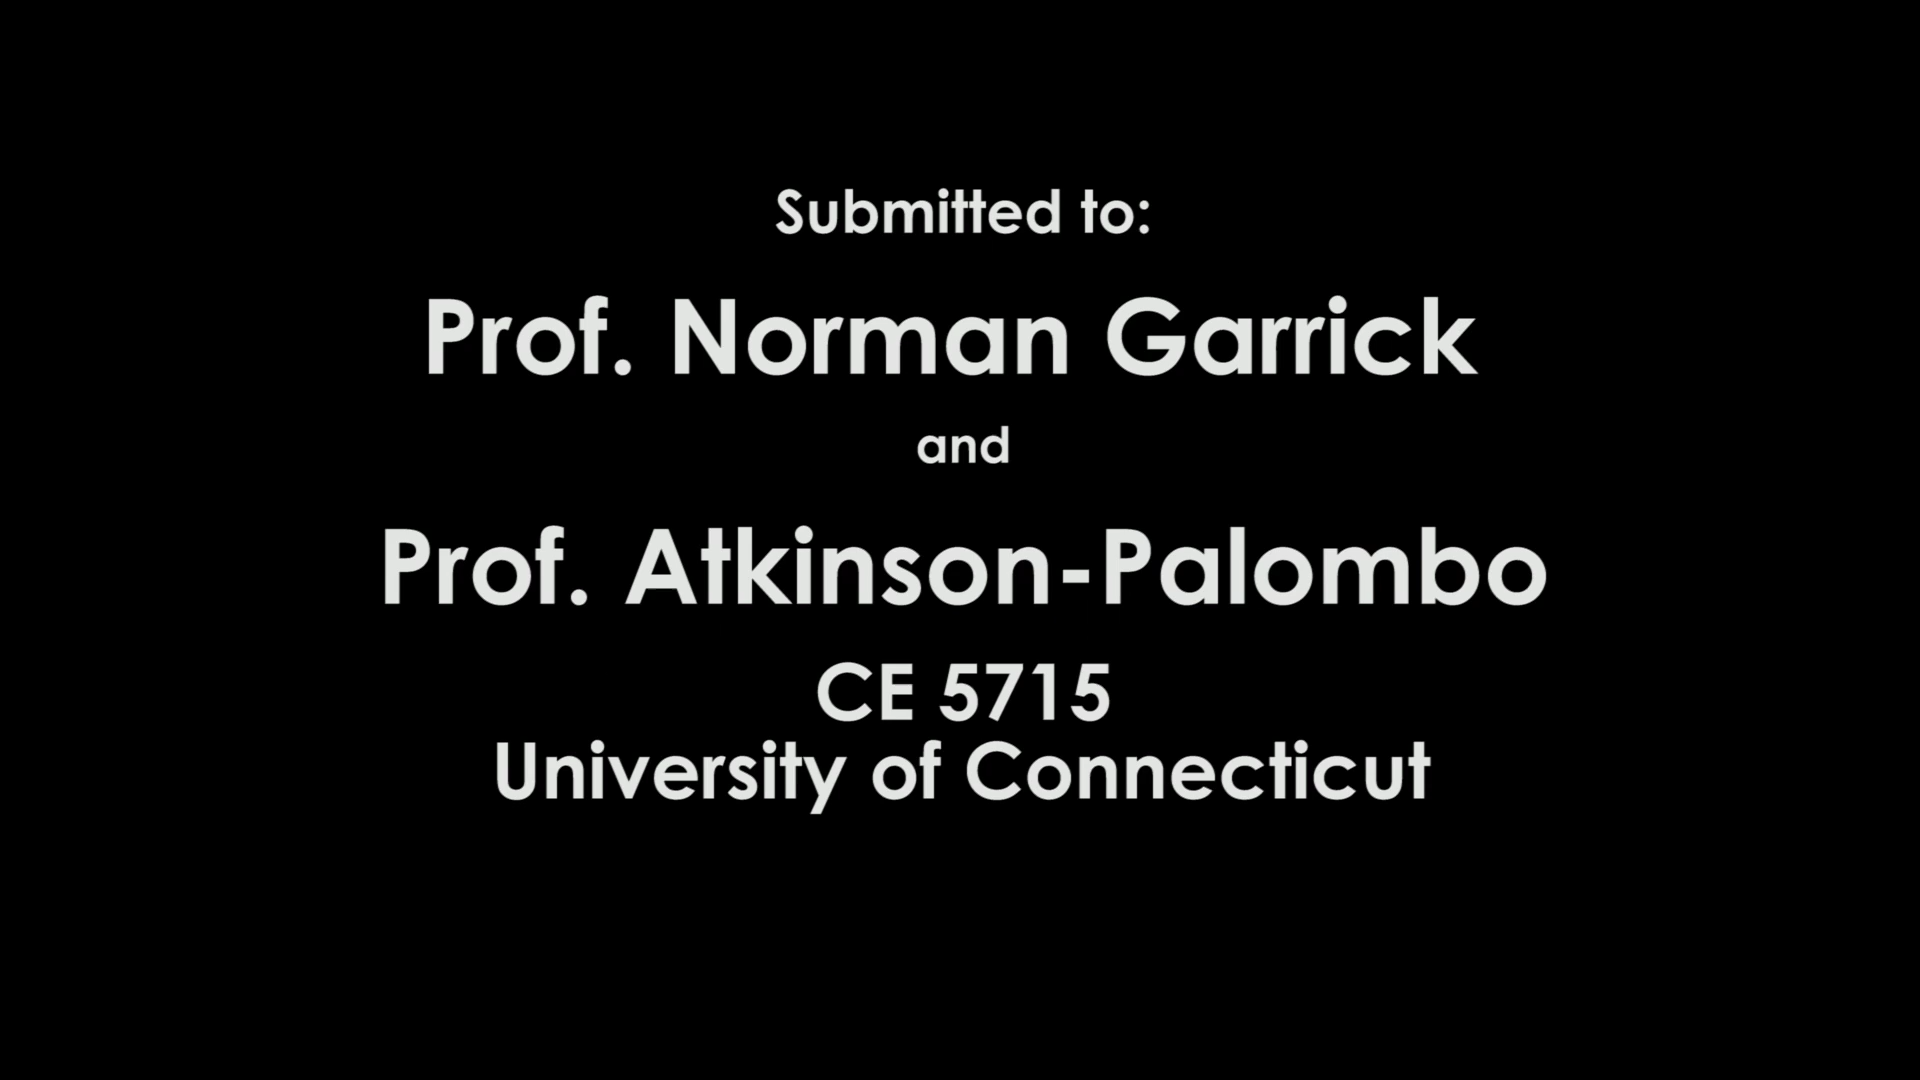 Submitted to:
Prof. Norman Garrick
and
Prof. Atkinson-Palombo
CE 5715
University of Connecticut